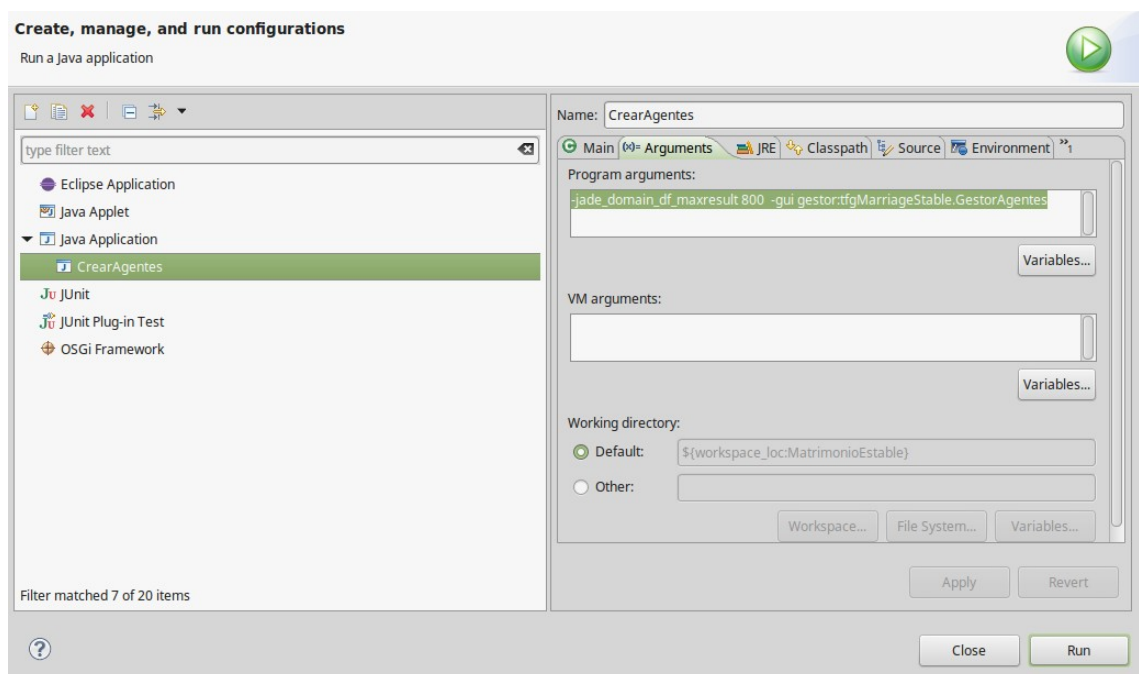 Create, manage, and run configurations
Run a Java application
type filter text
Eclipse Application
Java Applet
Java Application
CrearAgentes
JUnit
JUnit Plug-in Test
OSGi Framework
Filter matched 7 of 20 items
Name: CrearAgentes
Main (x)= Arguments JRE Classpath Source Environment »1
Program arguments:
-jade_domain_df_maxresult 800  -gui gestor:tfgMarriageStable.GestorAgentes
Variables...
VM arguments:
Variables...
Working directory:
Default: ${workspace_loc:MatrimonioEstable}
Other:
Workspace... File System... Variables...
Apply Revert
Close Run